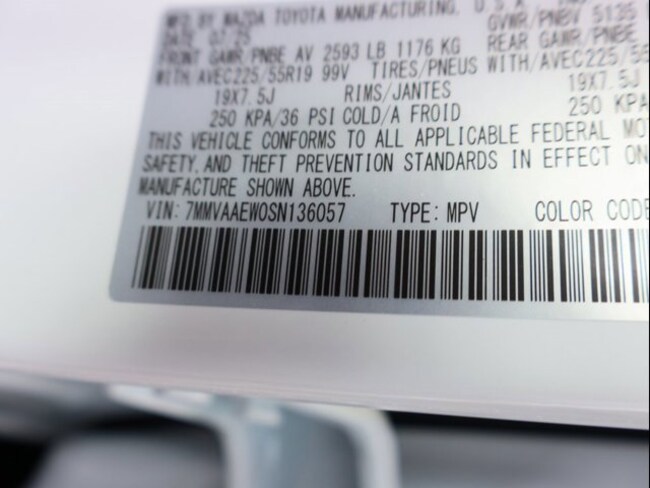 MFD BY MAZDA TOYOTA MANUFACTURING, U.S.A.
DATE 07/25 GVWR/PNBV 5135
FRONT GAWR/PNBE AV 2593 LB 1176 KG REAR GAWR/PNBE
WITH/AVEC225/55R19 99V TIRES/PNEUS WITH/AVEC225/55
19X7.5J RIMS/JANTES 19X7.5J
250 KPA/36 PSI COLD/A FROID 250 KPA
THIS VEHICLE CONFORMS TO ALL APPLICABLE FEDERAL MO
SAFETY, AND THEFT PREVENTION STANDARDS IN EFFECT ON
MANUFACTURE SHOWN ABOVE.
VIN: 7MMVAAEW0SN136057 TYPE: MPV COLOR CODE